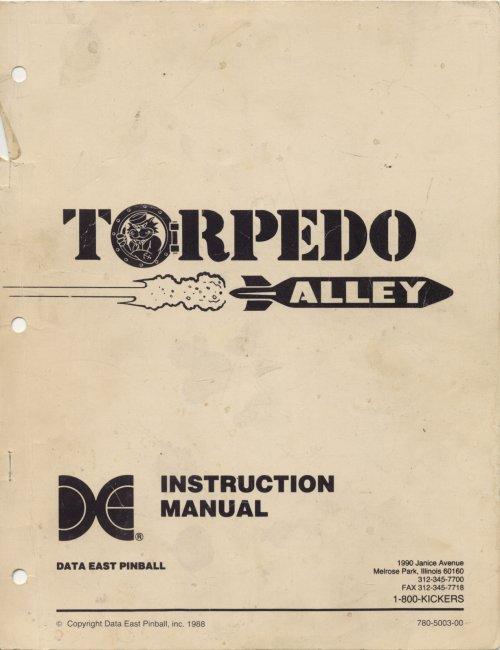 TORPEDO
ALLEY
INSTRUCTION
MANUAL
®
DATA EAST PINBALL
1990 Janice Avenue
Melrose Park, Illinois 60160
312-345-7700
FAX 312-345-7718
1-800-KICKERS
© Copyright Data East Pinball, inc. 1988
780-5003-00